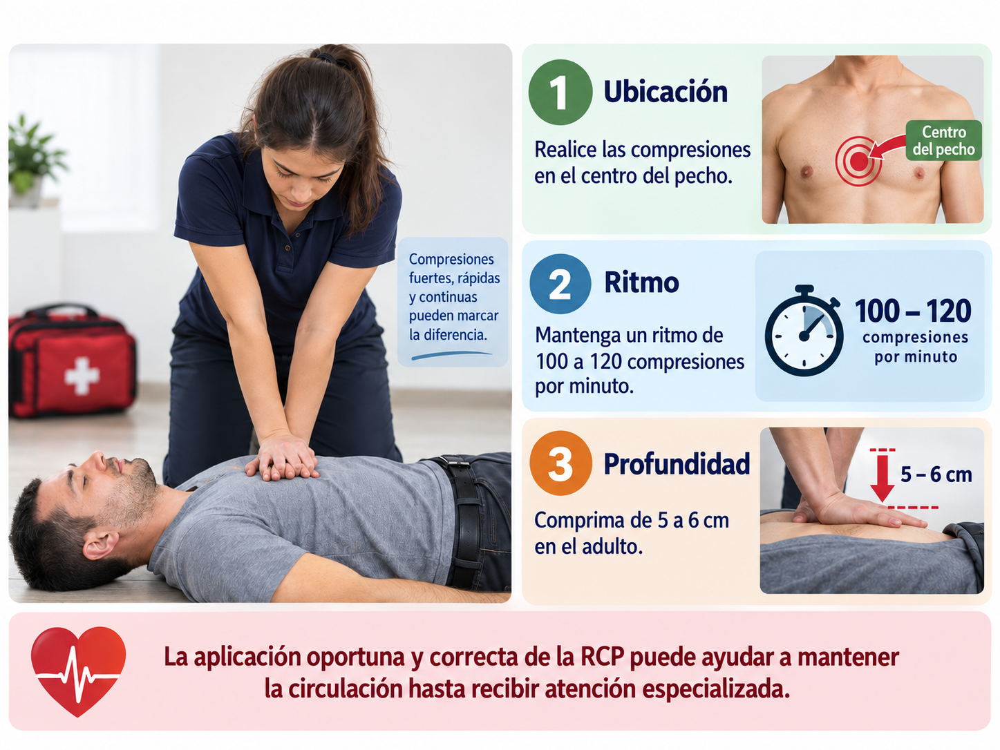 Compresiones
fuertes, rápidas
y continuas
pueden marcar
la diferencia.
1
Ubicación
Realice las compresiones
en el centro del pecho.
Centro
del pecho
2
Ritmo
Mantenga un ritmo de
100 a 120 compresiones
por minuto.
100 – 120
compresiones
por minuto
3
Profundidad
Comprima de 5 a 6 cm
en el adulto.
5 – 6 cm
La aplicación oportuna y correcta de la RCP puede ayudar a mantener
la circulación hasta recibir atención especializada.